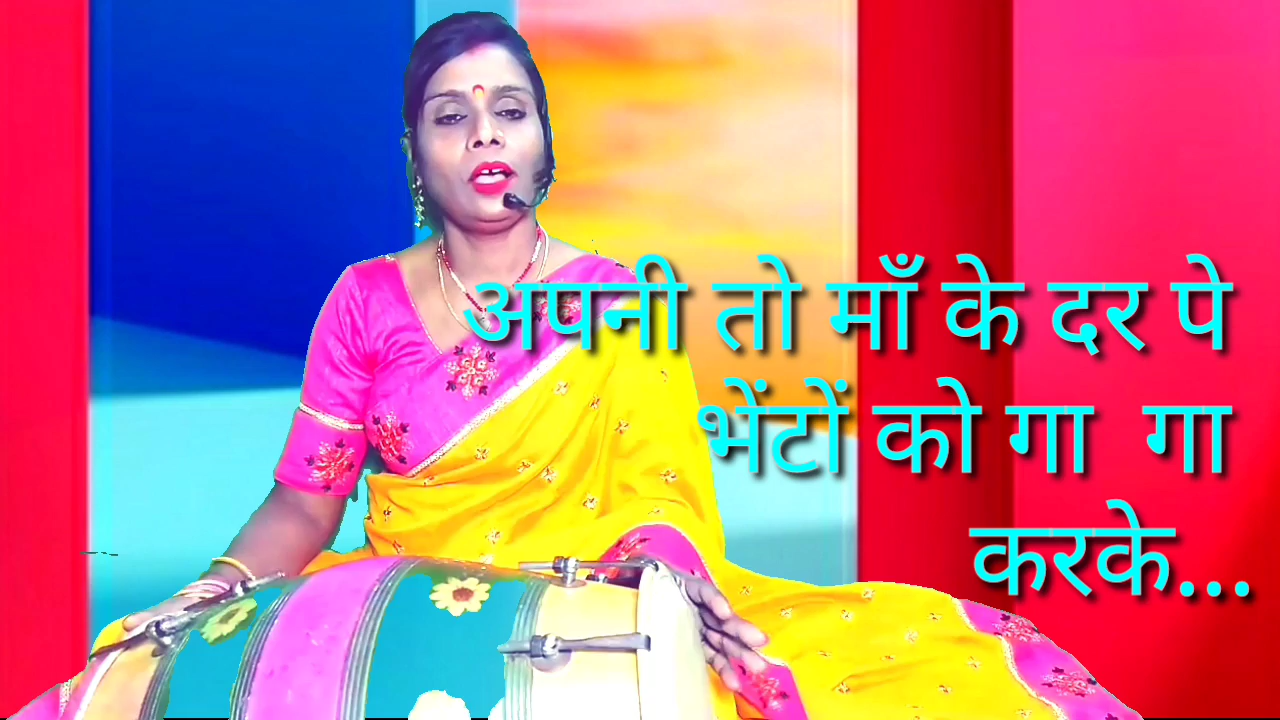 अपनी तो माँ के दर पे
भेंटों को गा गा
करके...